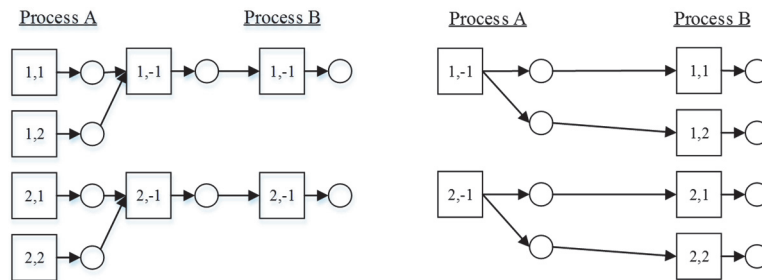 Process A Process B Process A Process B
1,1 1,-1 1,-1 1,-1 1,1
1,2 1,2
2,1 2,-1 2,-1 2,-1 2,1
2,2 2,2